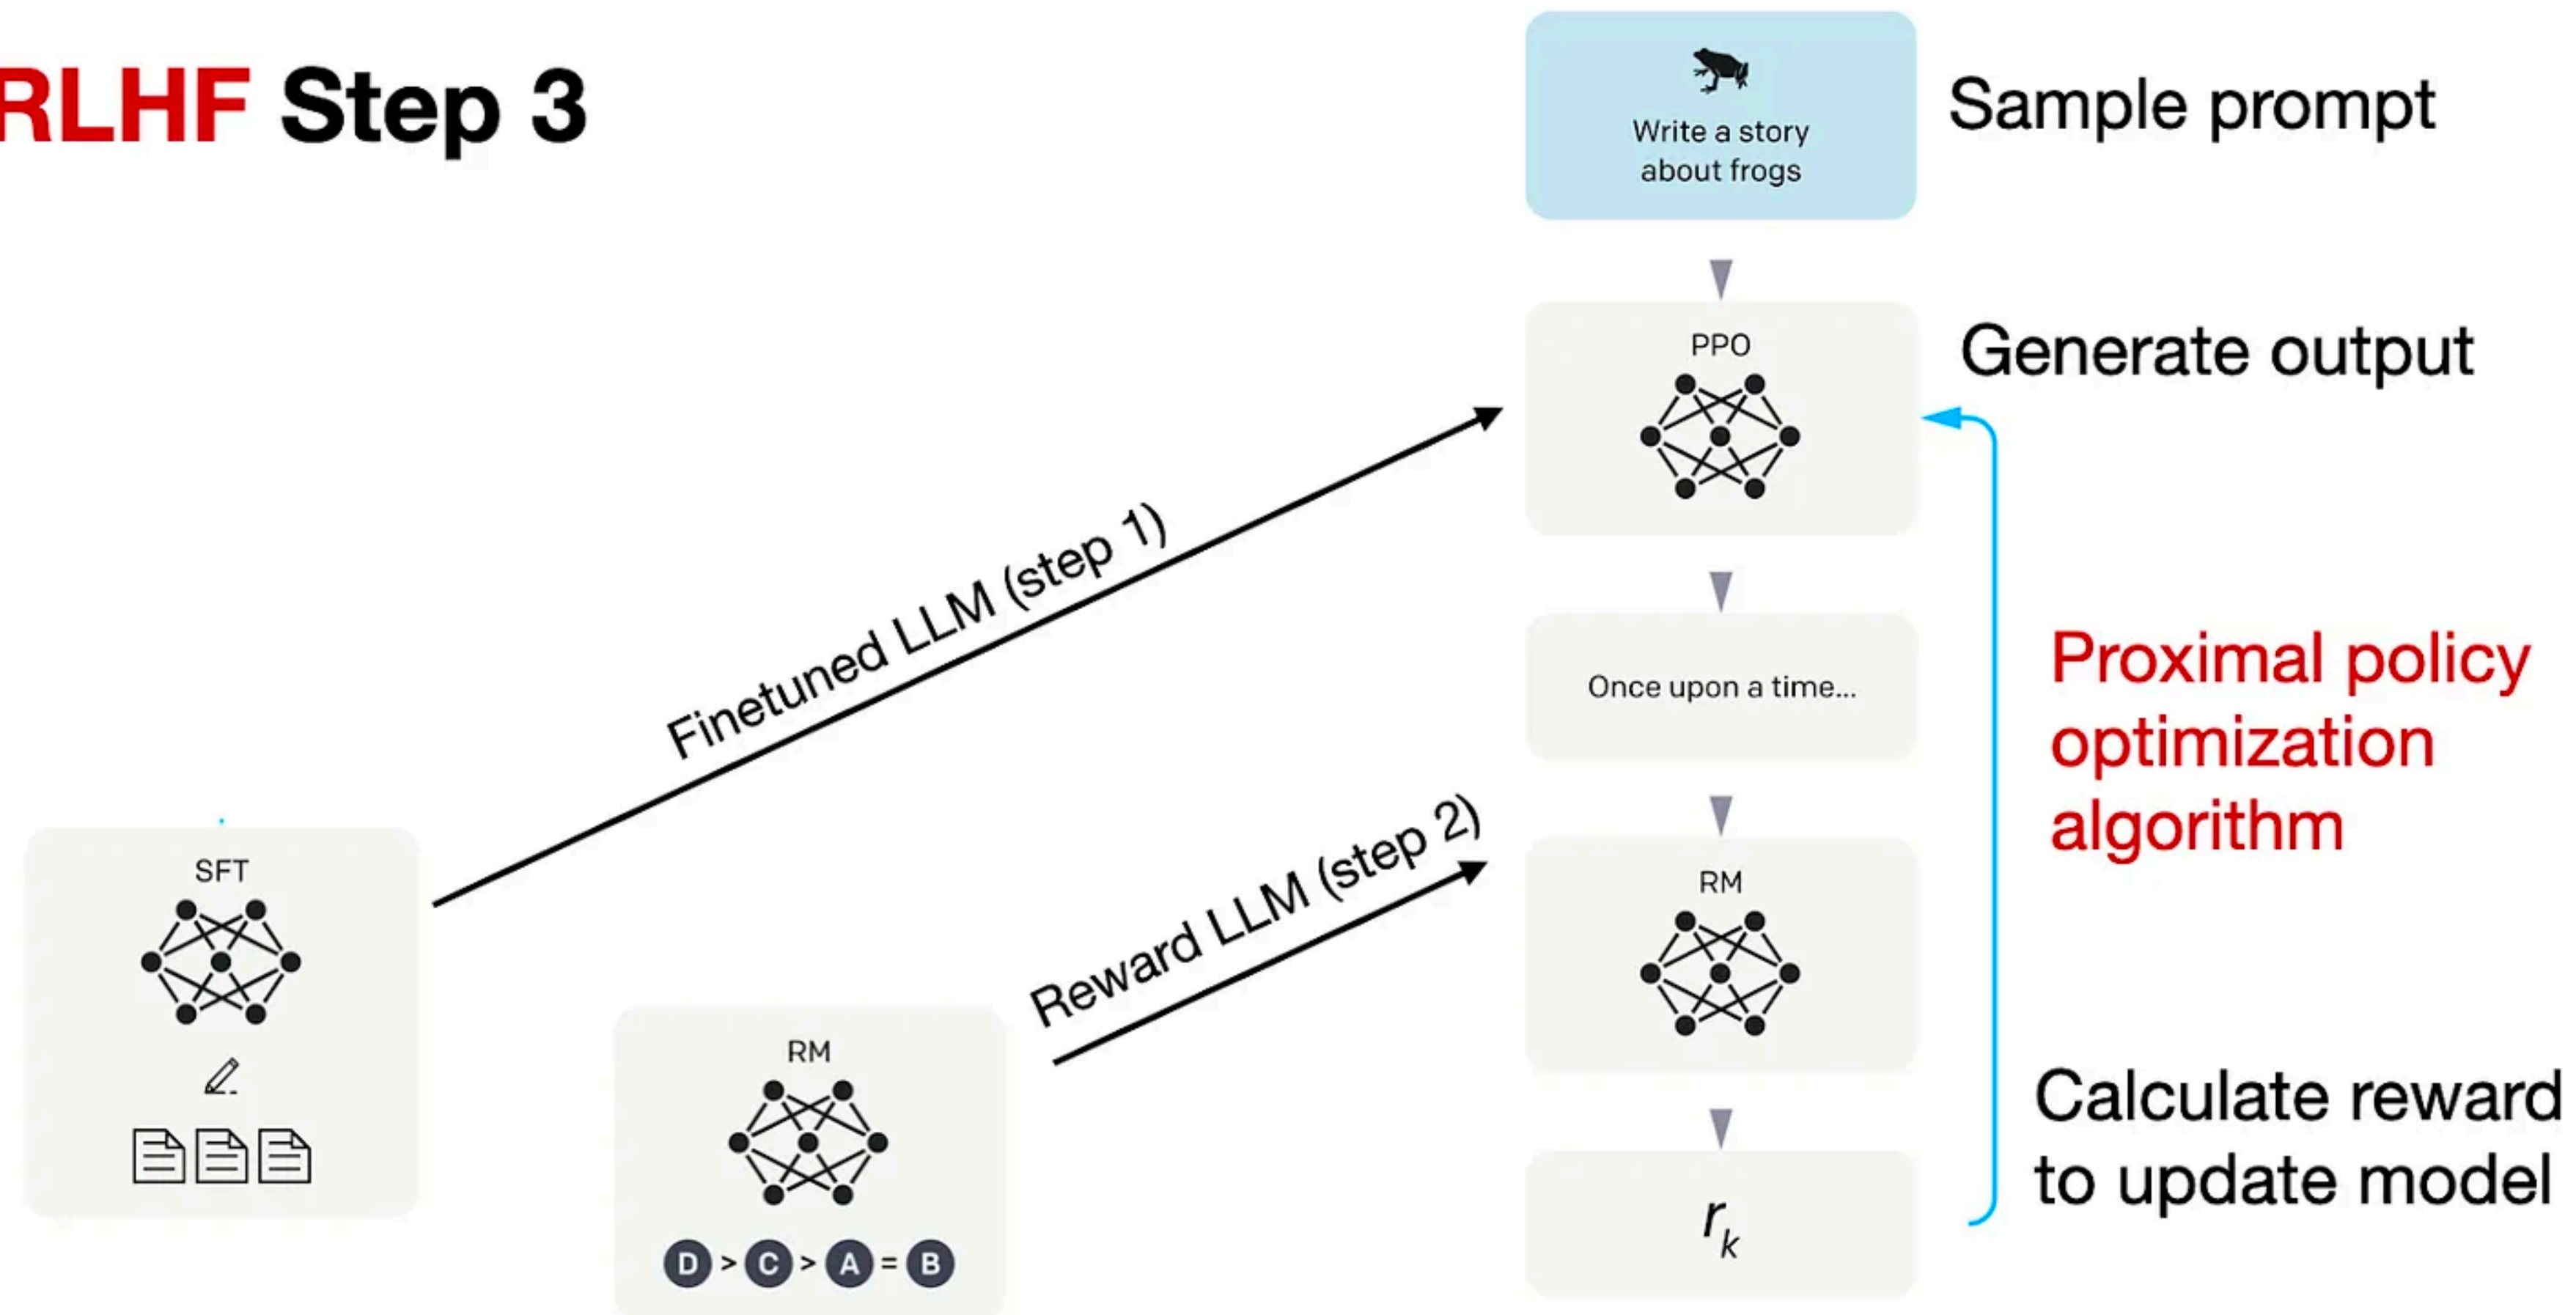 RLHF Step 3
Write a story
about frogs
Sample prompt
PPO
Generate output
Finetuned LLM (step 1)
Once upon a time...
Proximal policy
optimization
algorithm
Reward LLM (step 2)
SFT
RM
RM
D > C > A = B
Calculate reward
to update model
rk